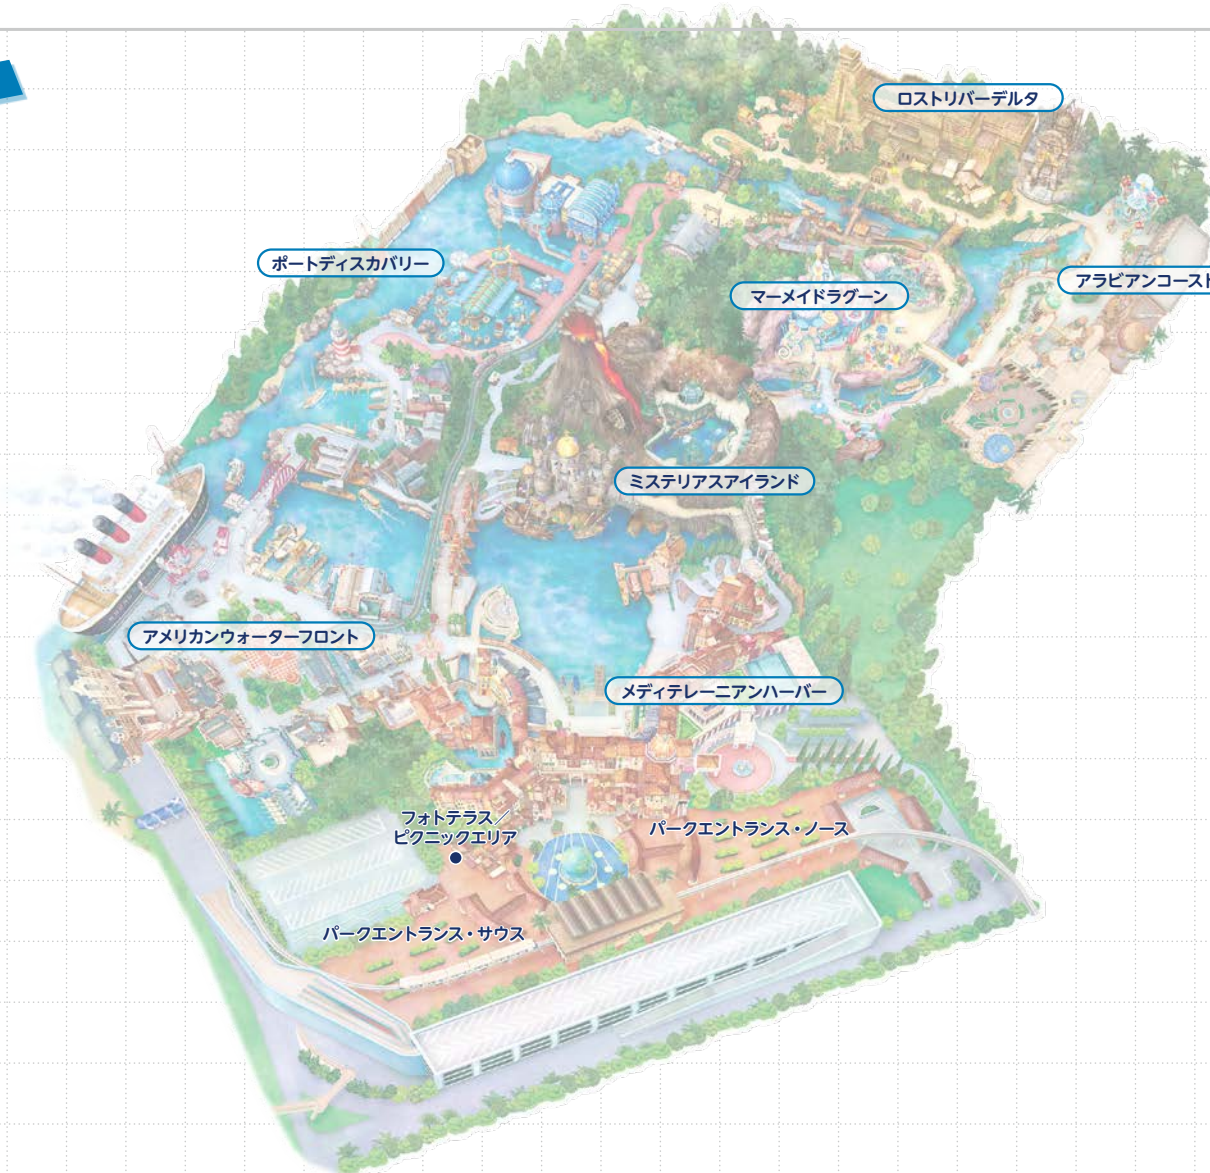 ロストリバーデルタ
ポートディスカバリー
アラビアンコースト
マーメイドラグーン
ミステリアスアイランド
アメリカンウォーターフロント
メディテレーニアンハーバー
フォトテラス／
ピクニックエリア
パークエントランス・ノース
パークエントランス・サウス